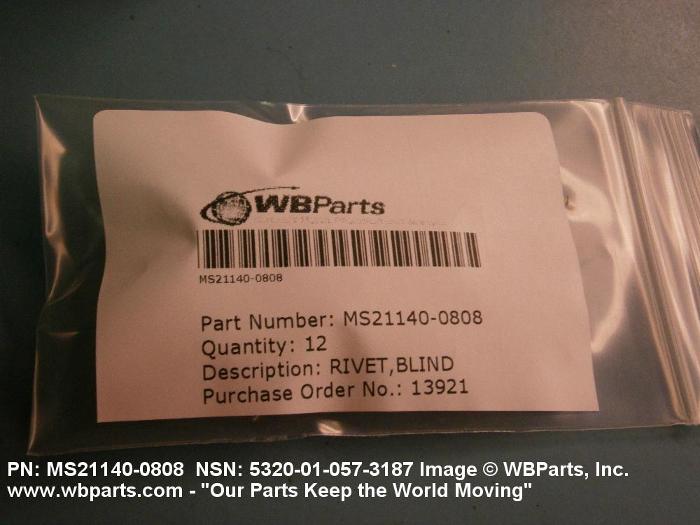 WBParts
MS21140-0808
Part Number: MS21140-0808
Quantity: 12
Description: RIVET,BLIND
Purchase Order No.: 13921
PN: MS21140-0808 NSN: 5320-01-057-3187 Image © WBParts, Inc.
www.wbparts.com - "Our Parts Keep the World Moving"